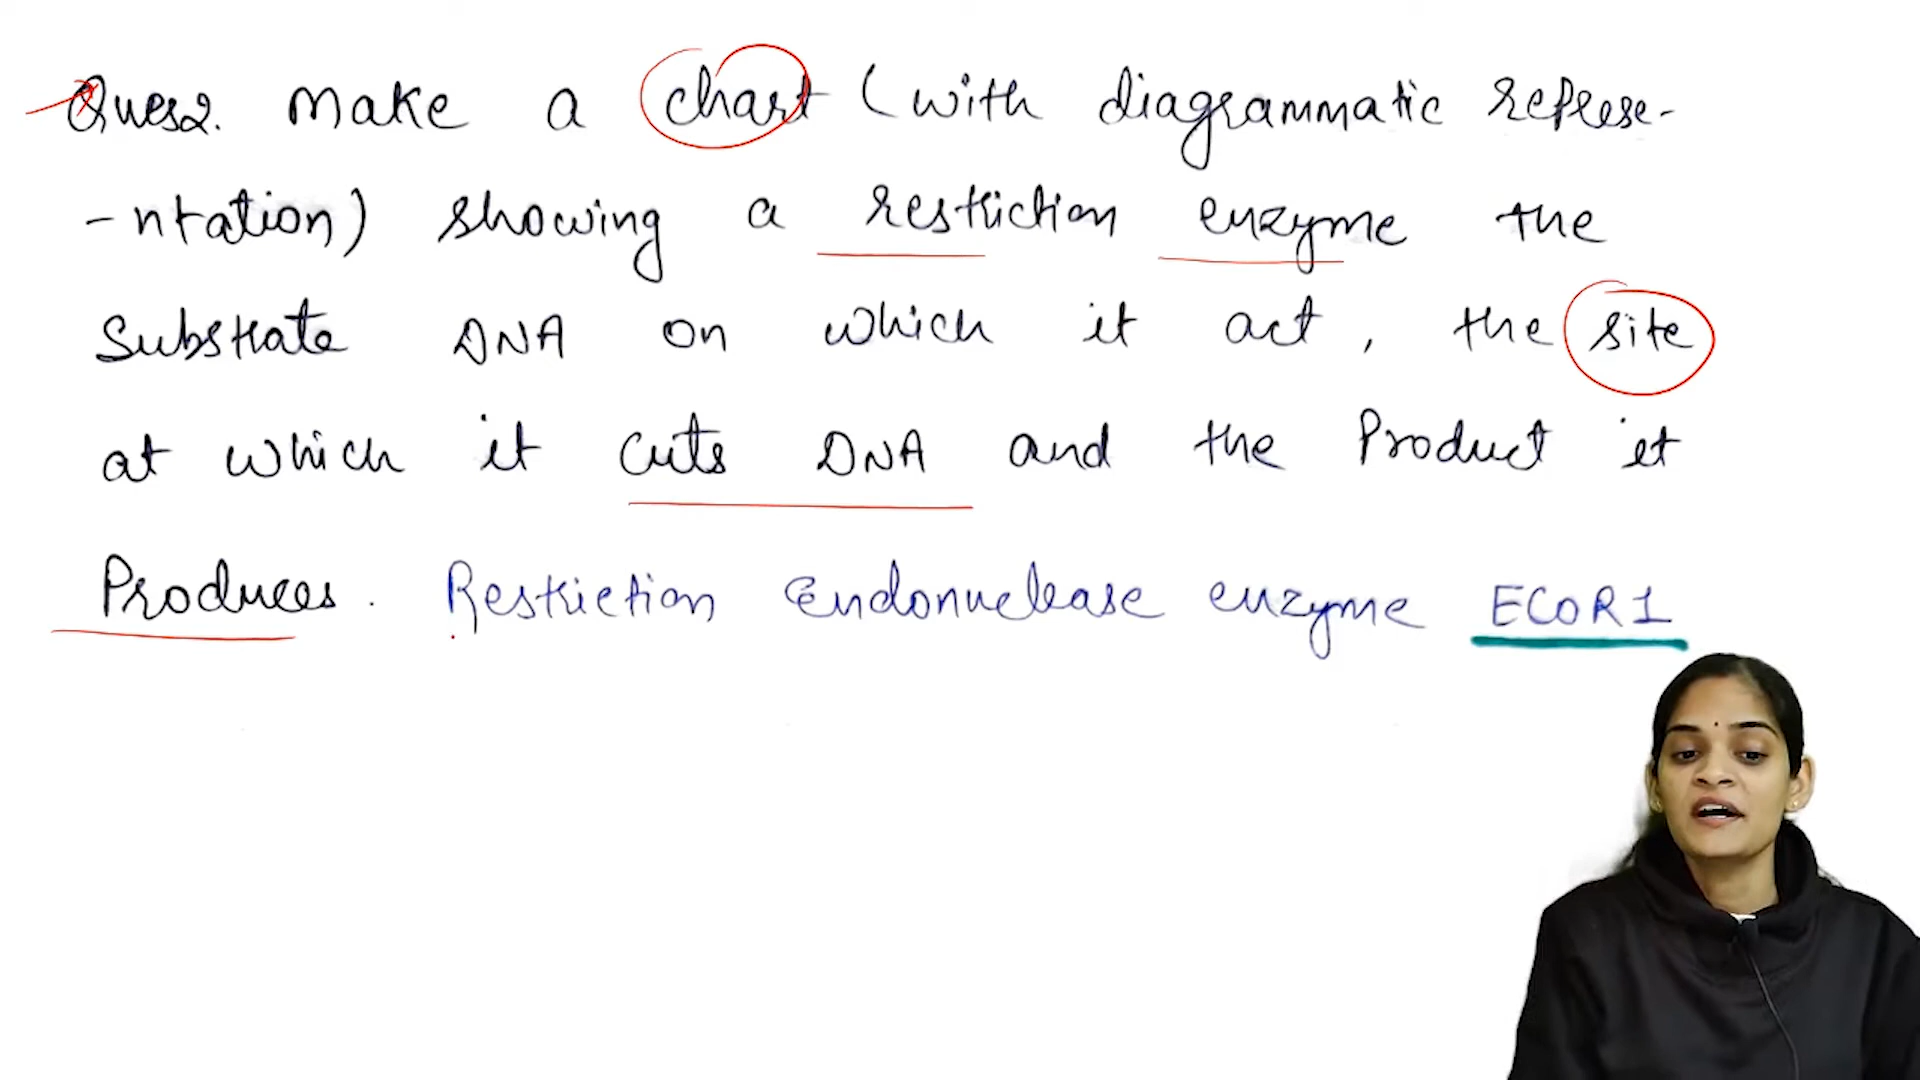 Ques2. Make a chart (with diagrammatic represe-
-ntation) showing a restriction enzyme the
Substrate DNA on which it act, the site
at which it cuts DNA and the Product it
Produces. Restriction Endonuclease enzyme ECOR1